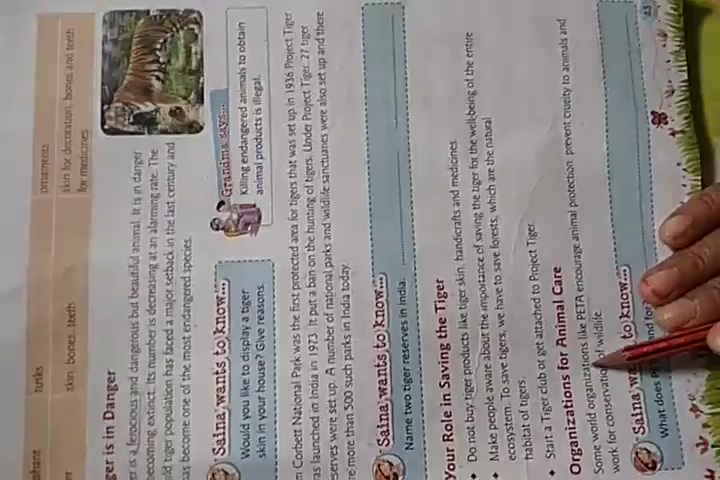 tusks ornaments
skin, bones, teeth skin for decoration, bones and teeth
for medicines
is in Danger
is a ferocious and dangerous but beautiful animal. It is in danger
becoming extinct. Its number is decreasing at an alarming rate. The
tiger population has faced a major setback in the last century and
has become one of the most endangered species.
Saina wants to know...
Would you like to display a tiger
skin in your house? Give reasons.
Grandma says...
Killing endangered animals to obtain
animal products is illegal.
Corbett National Park was the first protected area for tigers that was set up in 1936. Project Tiger
was launched in India in 1973. It put a ban on the hunting of tigers. Under Project Tiger, 27 tiger
reserves were set up. A number of national parks and wildlife sanctuaries were also set up and there
are more than 500 such parks in India today.
Saina wants to know...
Name two tiger reserves in India.
Your Role in Saving the Tiger
• Do not buy tiger products like tiger skin, handicrafts and medicines.
• Make people aware about the importance of saving the tiger for the well-being of the entire
ecosystem. To save tigers, we have to save forests, which are the natural
habitat of tigers.
• Start a Tiger club or get attached to Project Tiger.
Organizations for Animal Care
Some world organizations like PETA encourage animal protection, prevent cruelty to animals and
work for conservation of wildlife.
Saina wants to know...
What does